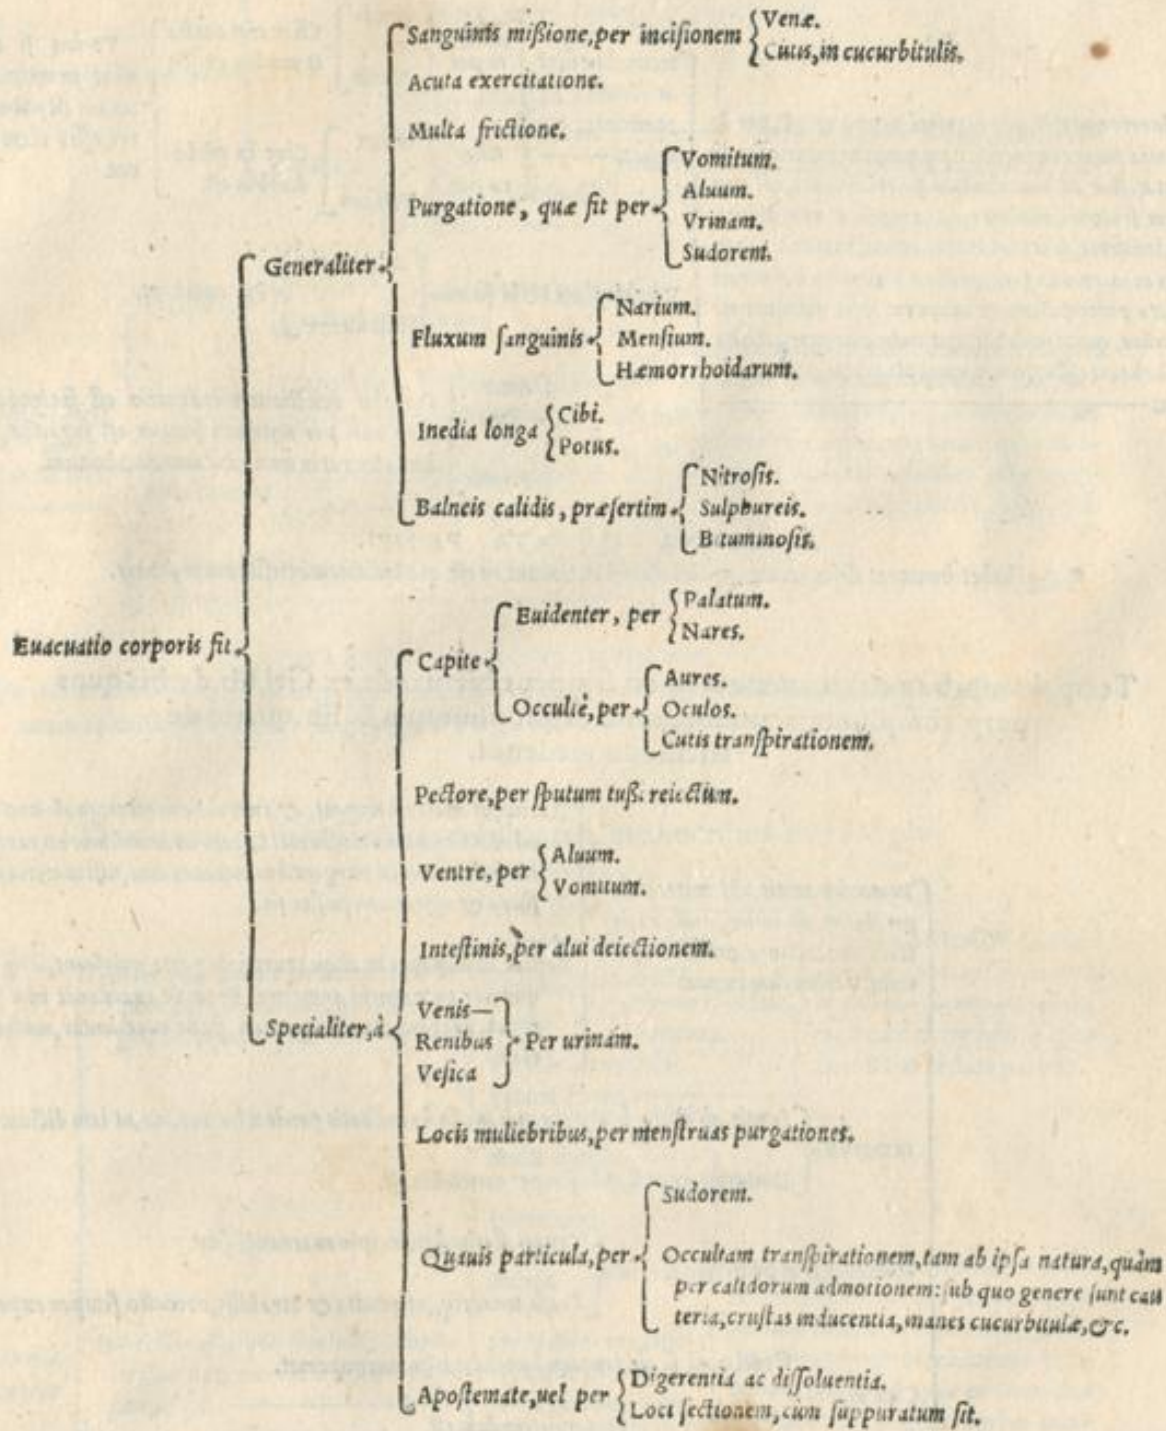 Sanguinis mißione, per inciſionem
Venæ.
Cutis, in cucurbitulis.
Acuta exercitatione.
Multa frictione.
Purgatione, quæ fit per
Vomitum.
Aluum.
Vrinam.
Sudorem.
Generaliter
Fluxum ſanguinis
Narium.
Menſium.
Hæmorrhoidarum.
Inedia longa
Cibi.
Potus.
Balneis calidis, præſertim
Nitroſis.
Sulphureis.
Bituminoſis.
Euacuatio corporis fit
Capite
Euidenter, per
Palatum.
Nares.
Occultè, per
Aures.
Oculos.
Cutis tranſpirationem.
Pectore, per ſputum tußi reiectum.
Ventre, per
Aluum.
Vomitum.
Inteſtinis, per alui deiectionem.
Specialiter, à
Venis
Renibus
Veſica
Per urinam.
Locis muliebribus, per menſtruas purgationes.
Quauis particula, per
Sudorem.
Occultam tranſpirationem, tam ab ipſa natura, quàm
per calidorum admotionem: ſub quo genere ſunt cau
teria, cruſtas inducentia, inanes cucurbitulæ, &c.
Apoſtemate, uel per
Digerentia ac diſſoluentia.
Loci ſectionem, cùm ſuppuratum ſit.